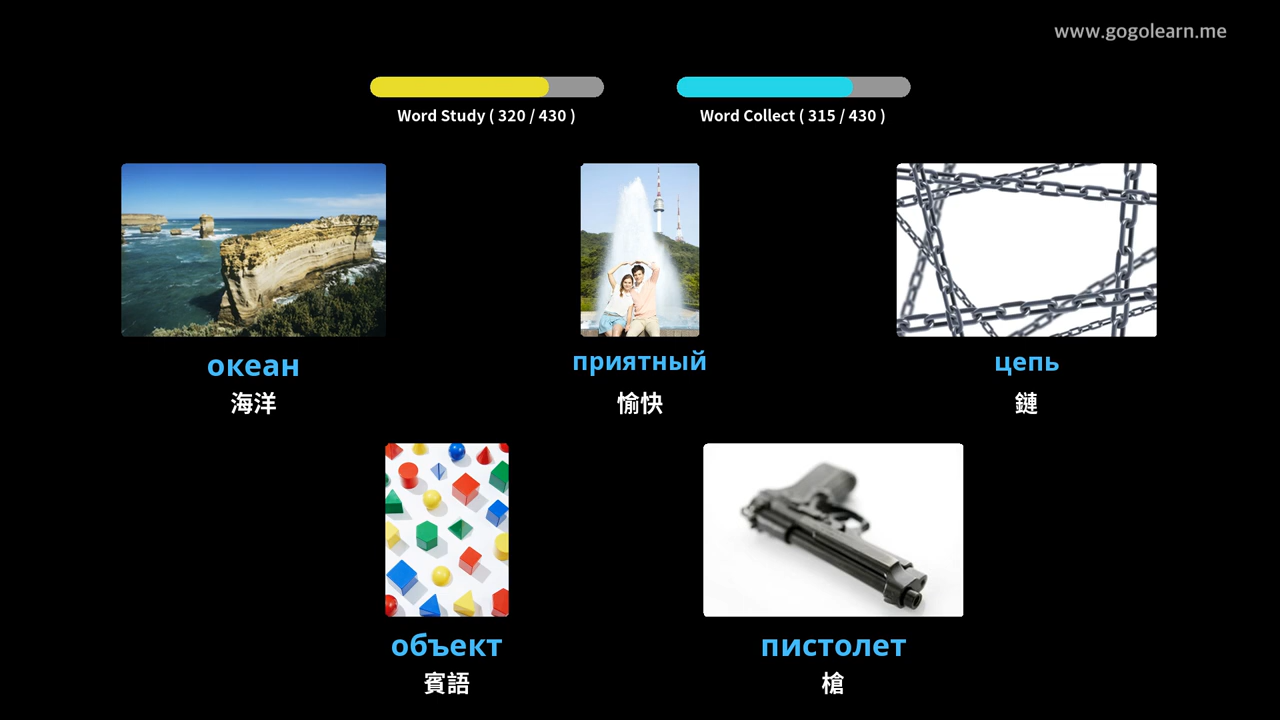 www.gogolearn.me
Word Study ( 320 / 430 )
Word Collect ( 315 / 430 )
океан
海洋
приятный
愉快
цепь
鏈
объект
賓語
пистолет
槍